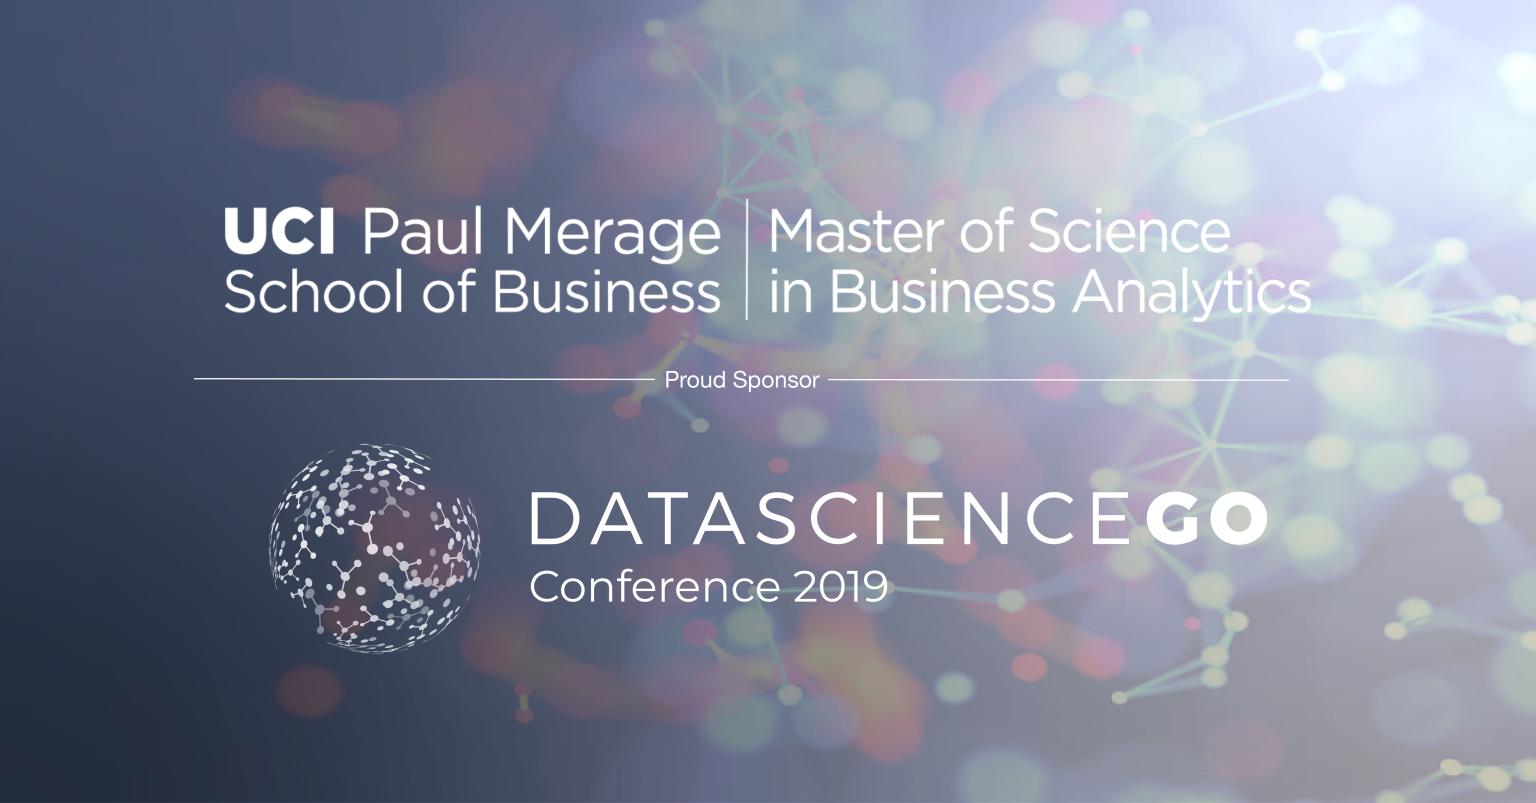 UCI Paul Merage
School of Business
Master of Science
in Business Analytics
Proud Sponsor
DATASCIENCEGO
Conference 2019